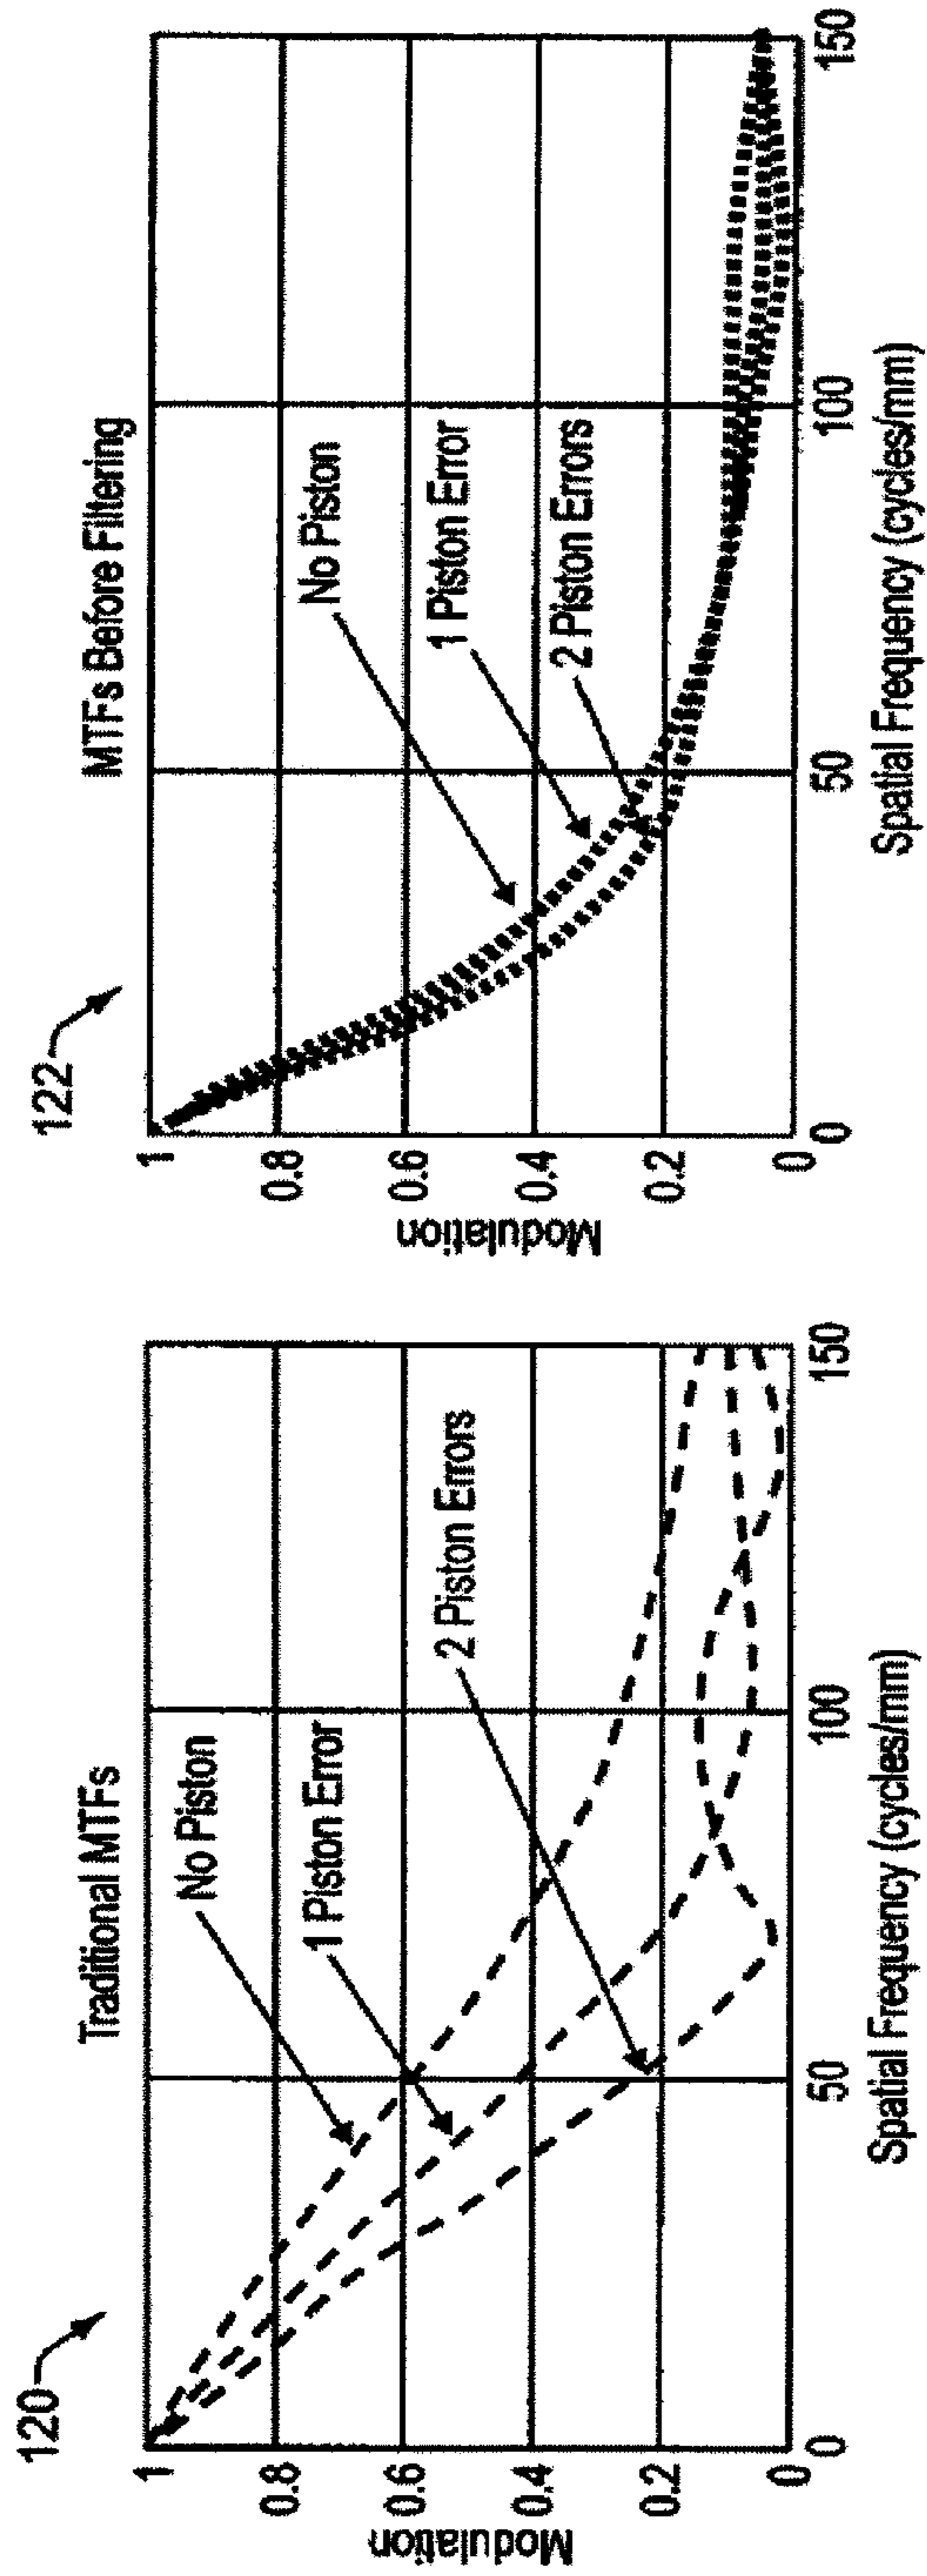 120
Traditional MTFs
No Piston
1 Piston Error
2 Piston Errors
Modulation
1
0.8
0.6
0.4
0.2
0
0
50
100
150
Spatial Frequency (cycles/mm)
122
MTFs Before Filtering
No Piston
1 Piston Error
2 Piston Errors
Modulation
1
0.8
0.6
0.4
0.2
0
0
50
100
150
Spatial Frequency (cycles/mm)